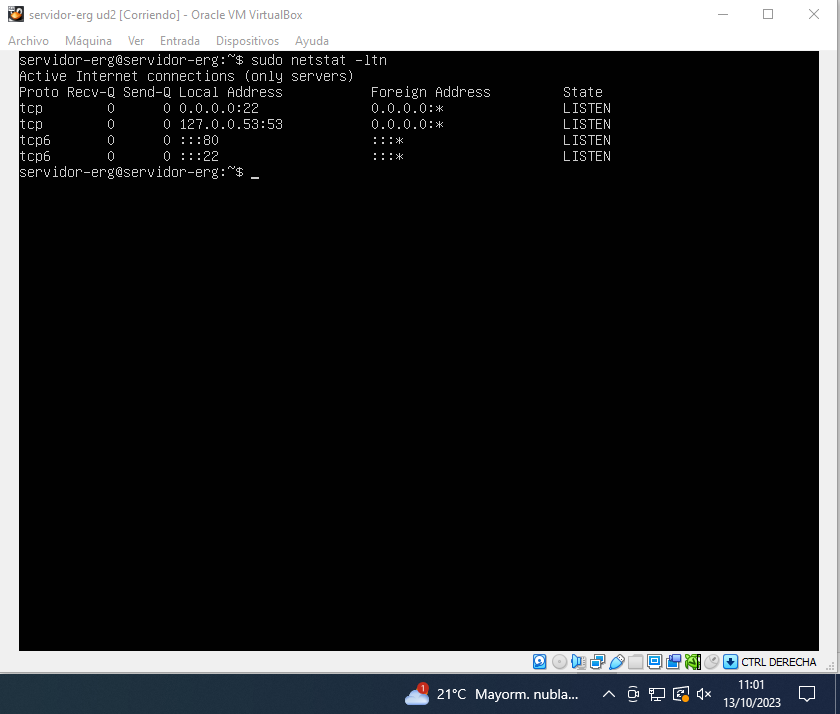 servidor-erg ud2 [Corriendo] - Oracle VM VirtualBox
Archivo Máquina Ver Entrada Dispositivos Ayuda
servidor-erg@servidor-erg:~$ sudo netstat -ltn
Active Internet connections (only servers)
Proto Recv-Q Send-Q Local Address Foreign Address State
tcp 0 0 0.0.0.0:22 0.0.0.0:* LISTEN
tcp 0 0 127.0.0.53:53 0.0.0.0:* LISTEN
tcp6 0 0 :::80 :::* LISTEN
tcp6 0 0 :::22 :::* LISTEN
servidor-erg@servidor-erg:~$ _
CTRL DERECHA
1 21°C Mayorm. nubla... 11:01
13/10/2023